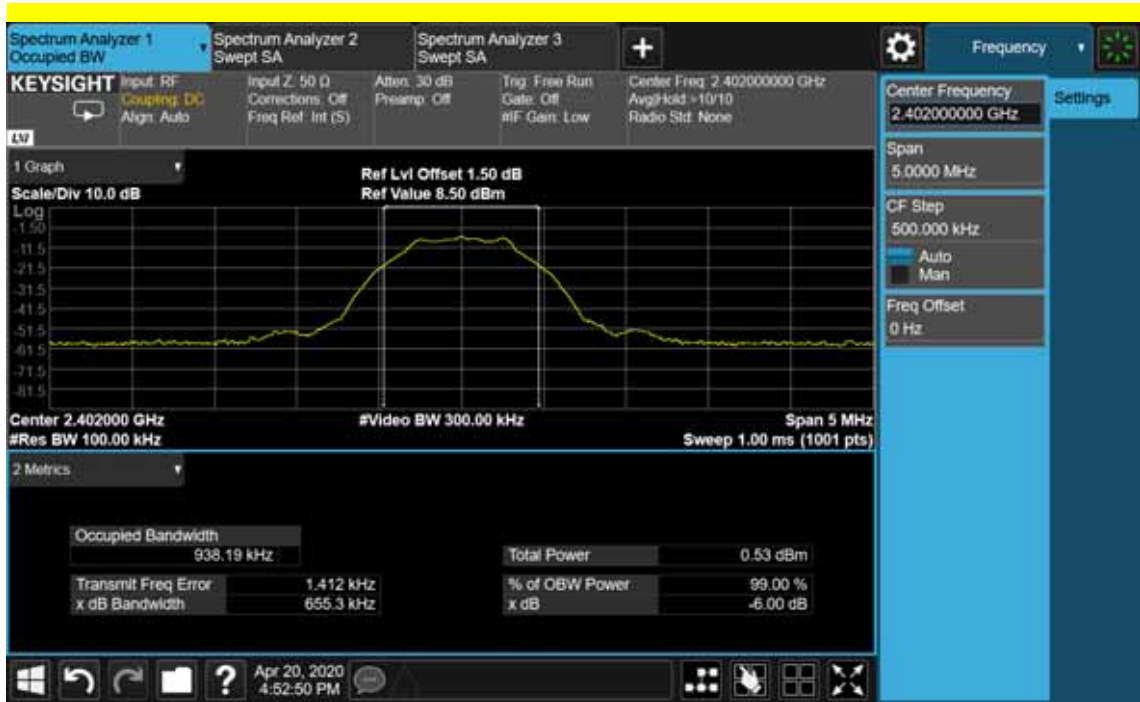 Spectrum Analyzer 1
Occupied BW
Spectrum Analyzer 2
Swept SA
Spectrum Analyzer 3
Swept SA
+
Frequency
KEYSIGHT
Input: RF
Coupling: DC
Align: Auto
LXI
Input Z: 50 Ω
Corrections: Off
Freq Ref: Int (S)
Atten: 30 dB
Preamp: Off
Trig: Free Run
Gate: Off
#IF Gain: Low
Center Freq: 2.402000000 GHz
Avg|Hold:>10/10
Radio Std: None
Center Frequency
2.402000000 GHz
Settings
Span
5.0000 MHz
CF Step
500.000 kHz
Auto
Man
Freq Offset
0 Hz
1 Graph
Scale/Div 10.0 dB
Ref Lvl Offset 1.50 dB
Ref Value 8.50 dBm
Log
-1.50
-11.5
-21.5
-31.5
-41.5
-51.5
-61.5
-71.5
-81.5
Center 2.402000 GHz
#Video BW 300.00 kHz
Span 5 MHz
#Res BW 100.00 kHz
Sweep 1.00 ms (1001 pts)
2 Metrics
Occupied Bandwidth
938.19 kHz
Total Power 0.53 dBm
Transmit Freq Error 1.412 kHz
% of OBW Power 99.00 %
x dB Bandwidth 655.3 kHz
x dB -6.00 dB
?
Apr 20, 2020
4:52:50 PM